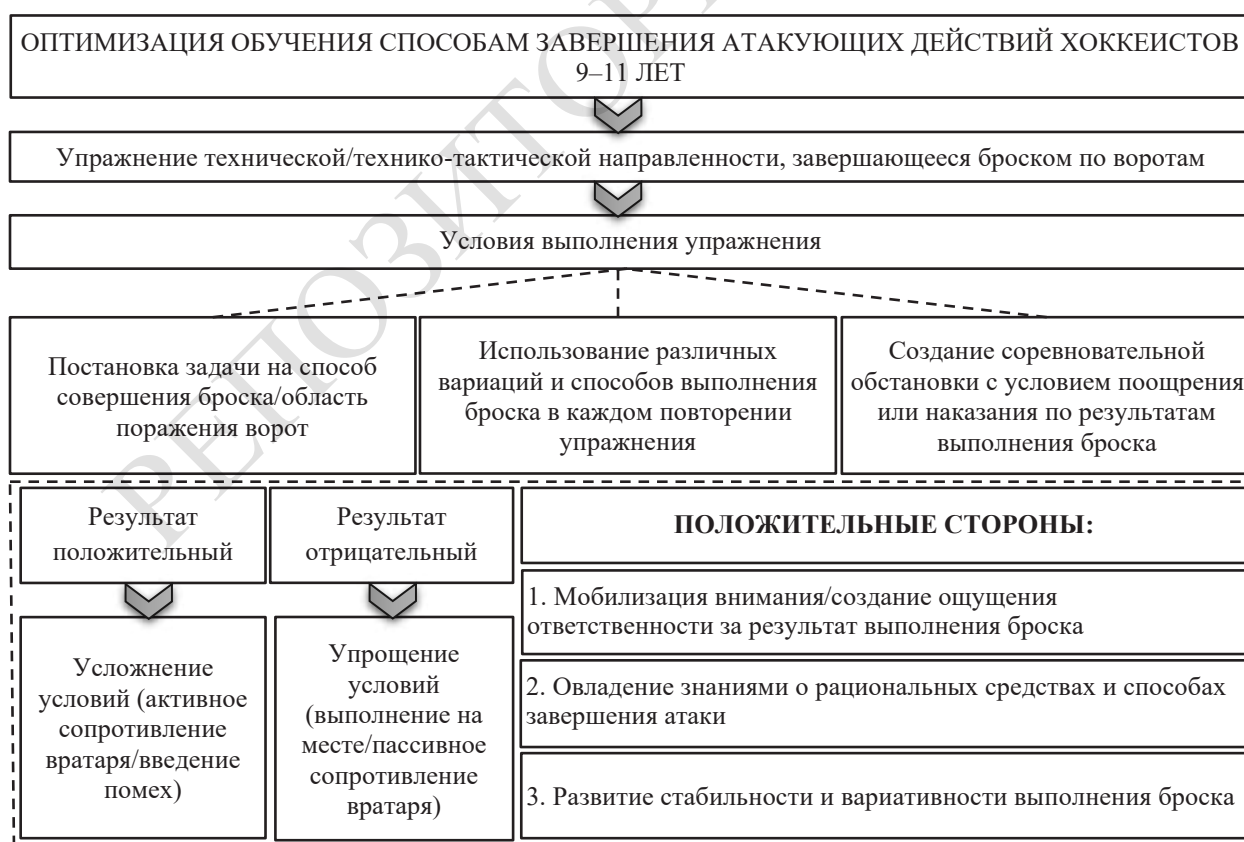 ОПТИМИЗАЦИЯ ОБУЧЕНИЯ СПОСОБАМ ЗАВЕРШЕНИЯ АТАКУЮЩИХ ДЕЙСТВИЙ ХОККЕИСТОВ
9–11 ЛЕТ
Упражнение технической/технико-тактической направленности, завершающееся броском по воротам
Условия выполнения упражнения
Постановка задачи на способ
совершения броска/область
поражения ворот
Использование различных
вариаций и способов выполнения
броска в каждом повторении
упражнения
Создание соревновательной
обстановки с условием поощрения
или наказания по результатам
выполнения броска
Результат
положительный
Усложнение
условий (активное
сопротивление
вратаря/введение
помех)
Результат
отрицательный
Упрощение
условий
(выполнение на
месте/пассивное
сопротивление
вратаря)
ПОЛОЖИТЕЛЬНЫЕ СТОРОНЫ:
1. Мобилизация внимания/создание ощущения
ответственности за результат выполнения броска
2. Овладение знаниями о рациональных средствах и способах
завершения атаки
3. Развитие стабильности и вариативности выполнения броска